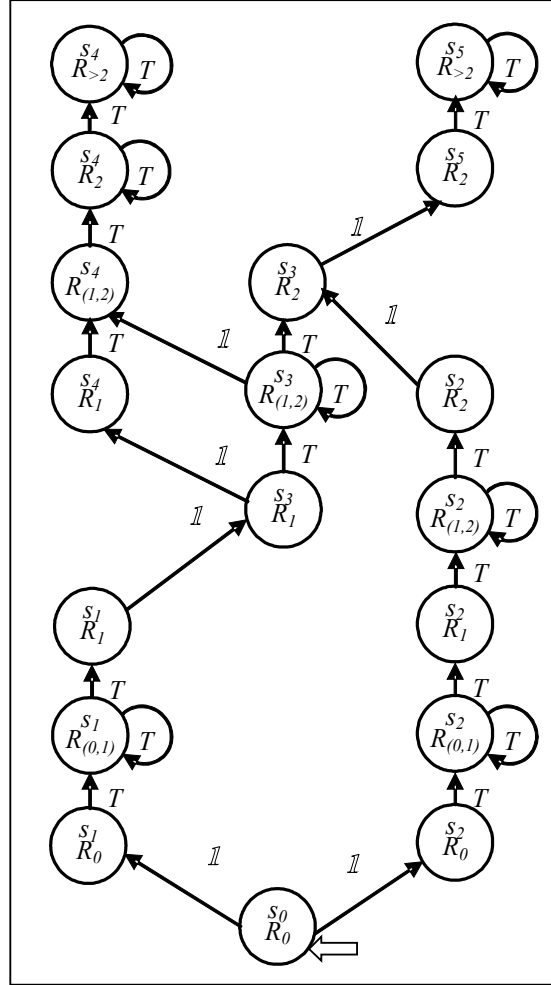 s4 s5
R>2 T R>2 T
T T
s4 s5
R2 T R2
T 𝟙
s4 s3
R(1,2) R2
T 𝟙 T 𝟙
s4 s3 s2
R1 R(1,2) T R2
𝟙 T T
s3 s2
𝟙 R1 R(1,2) T
T
s1 s2
R1 R1
T T
s1 s2
R(0,1) T R(0,1) T
T T
s1 s2
R0 𝟙 𝟙 R0
s0
R0